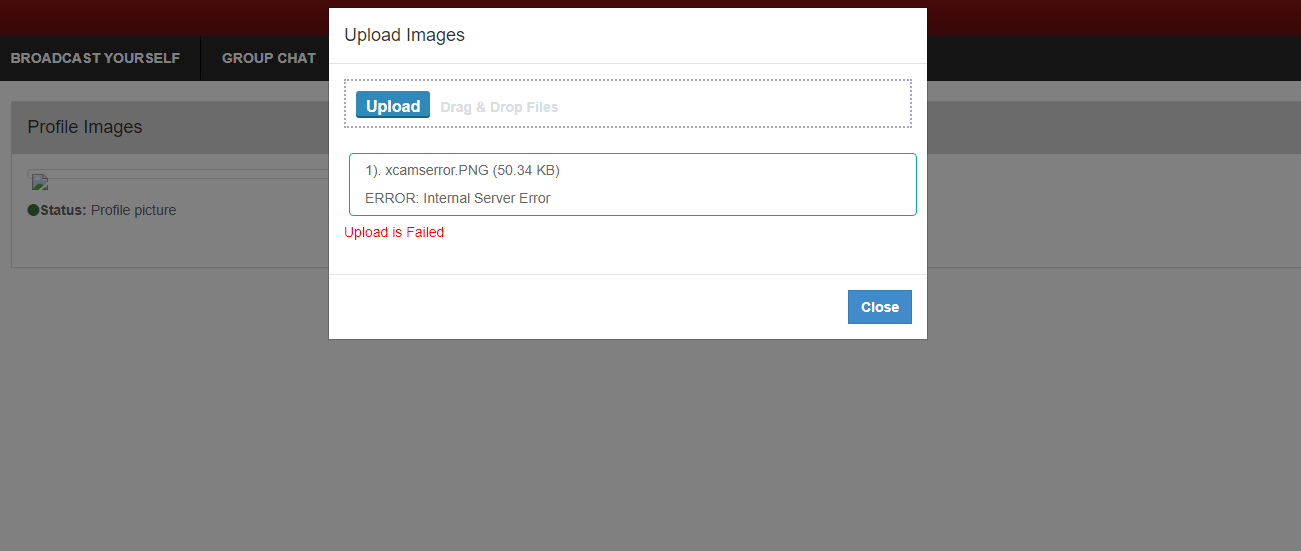 Upload Images
BROADCAST YOURSELF GROUP CHAT
Upload Drag & Drop Files
Profile Images
1). xcamserror.PNG (50.34 KB)
ERROR: Internal Server Error
Status: Profile picture
Upload is Failed
Close